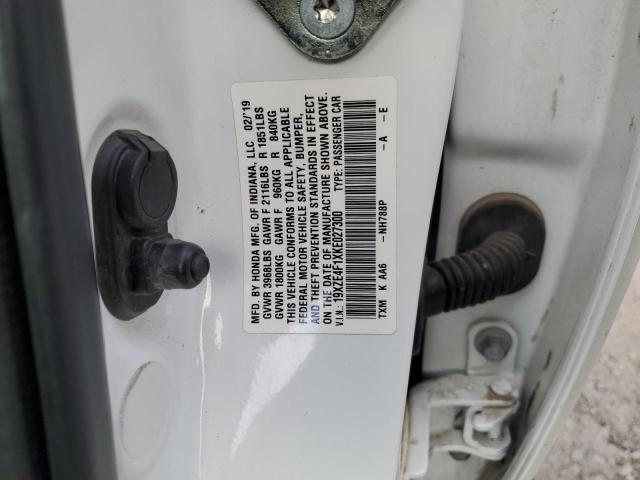 MFD. BY HONDA MFG. OF INDIANA, LLC 02/'19
GVWR 3968LBS GAWR F 2116LBS R 1851LBS
GVWR 1800KG GAWR F 960KG R 840KG
THIS VEHICLE CONFORMS TO ALL APPLICABLE
FEDERAL MOTOR VEHICLE SAFETY, BUMPER,
AND THEFT PREVENTION STANDARDS IN EFFECT
ON THE DATE OF MANUFACTURE SHOWN ABOVE.
V.I.N.: 19XZE4F1XKE027300 TYPE: PASSENGER CAR
TXM K AA6 -NH788P -A -E